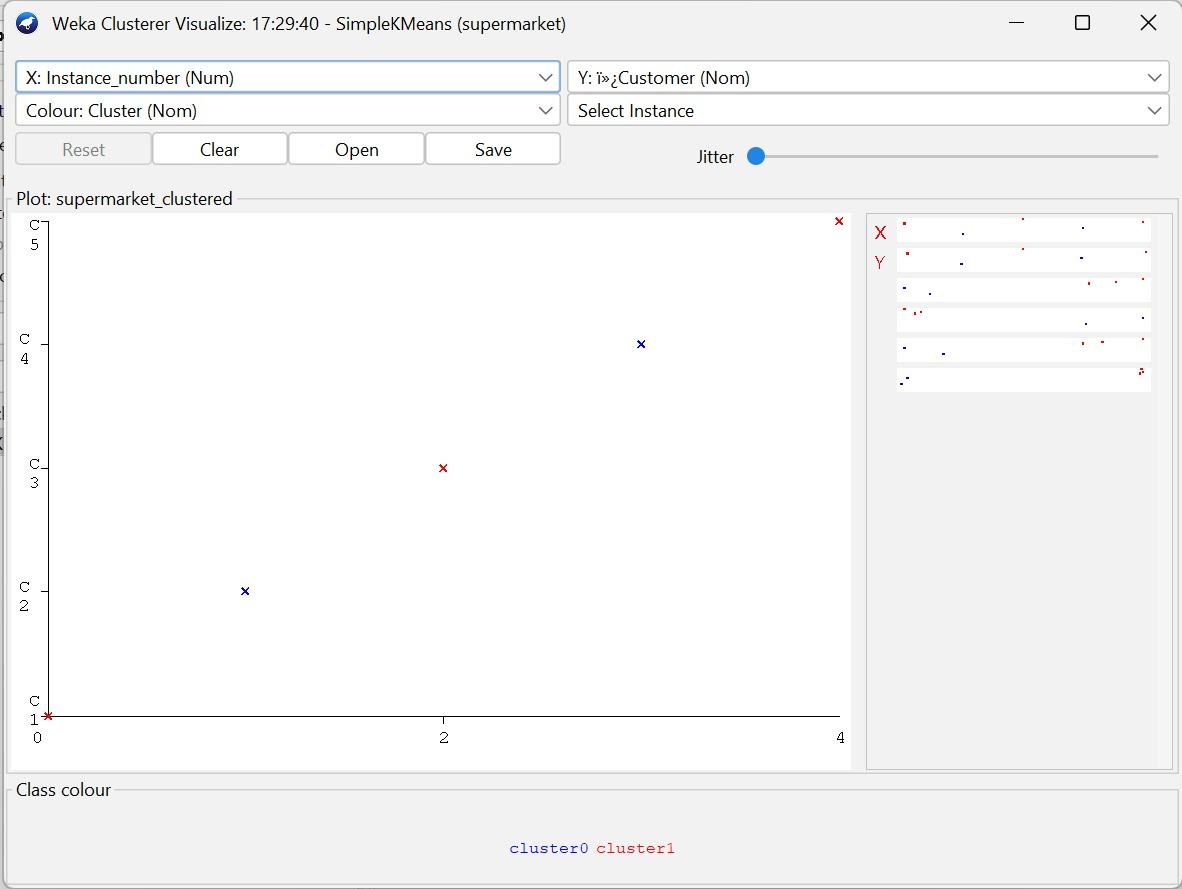 Weka Clusterer Visualize: 17:29:40 - SimpleKMeans (supermarket)
X: Instance_number (Num)
Y: ï»¿Customer (Nom)
Colour: Cluster (Nom)
Select Instance
Reset
Clear
Open
Save
Jitter
Plot: supermarket_clustered
C
5
C
4
C
3
C
2
C
1
0
2
4
X
Y
Class colour
cluster0 cluster1